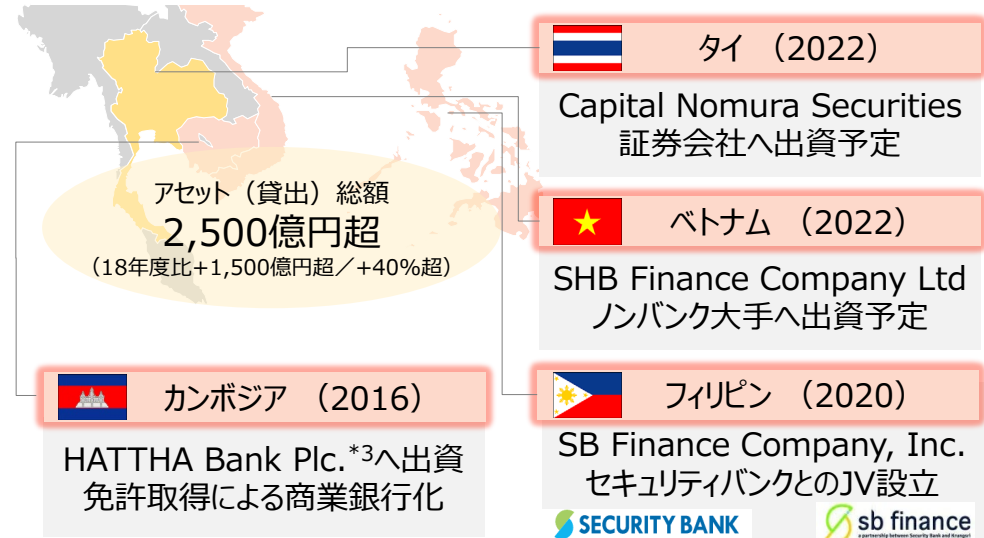 タイ （2022）
Capital Nomura Securities
証券会社へ出資予定
アセット（貸出）総額
2,500億円超
（18年度比+1,500億円超／+40%超）
ベトナム （2022）
SHB Finance Company Ltd
ノンバンク大手へ出資予定
カンボジア （2016）
HATTHA Bank Plc.*3へ出資
免許取得による商業銀行化
フィリピン （2020）
SB Finance Company, Inc.
セキュリティバンクとのJV設立
SECURITY BANK
sb finance
a partnership between Security Bank and Krungsri